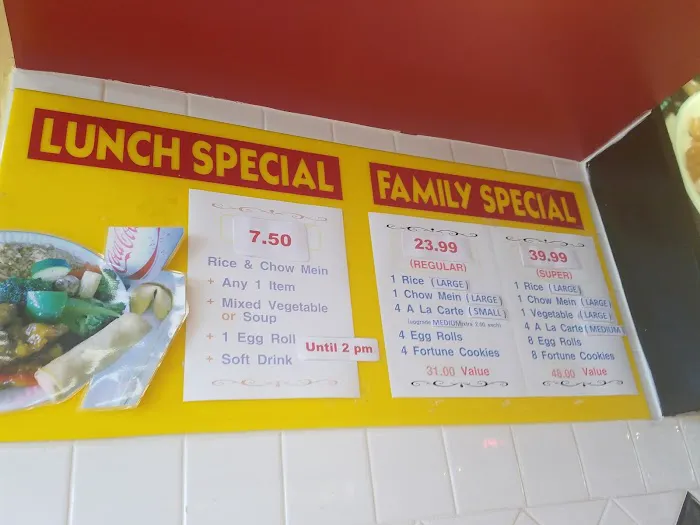 LUNCH SPECIAL
7.50
Rice & Chow Mein
+ Any 1 Item
+ Mixed Vegetable
or Soup
+ 1 Egg Roll
+ Soft Drink
Until 2 pm
Coca-Cola
FAMILY SPECIAL
23.99
(REGULAR)
1 Rice (LARGE)
1 Chow Mein (LARGE)
4 A La Carte (SMALL)
4 Egg Rolls
4 Fortune Cookies
31.00 Value
39.99
(SUPER)
1 Rice (LARGE)
1 Chow Mein (LARGE)
1 Vegetable (LARGE)
4 A La Carte (MEDIUM)
8 Egg Rolls
8 Fortune Cookies
48.00 Value